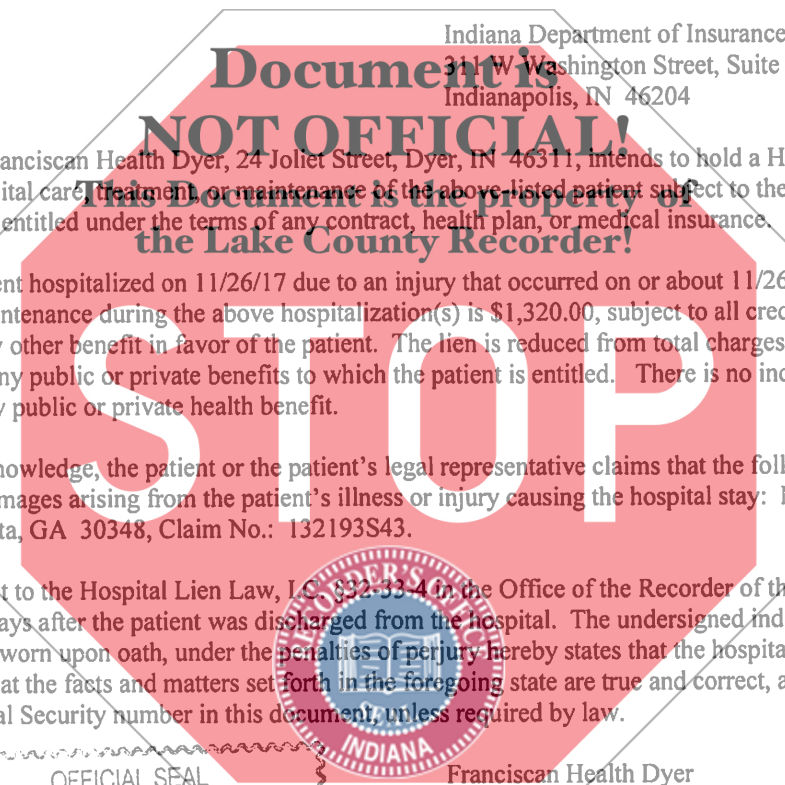 Indiana Department of Insurance
Document is
311 W Washington Street, Suite
Indianapolis, IN 46204
NOT OFFICIAL!
anciscan Health Dyer, 24 Joliet Street, Dyer, IN 46311, intends to hold a H
ital care, treatment, or maintenance of the above-listed patient subject to the
This Document is the property of
entitled under the terms of any contract, health plan, or medical insurance.
the Lake County Recorder!
ent hospitalized on 11/26/17 due to an injury that occurred on or about 11/26
ntenance during the above hospitalization(s) is $1,320.00, subject to all cred
y other benefit in favor of the patient. The lien is reduced from total charges
ny public or private benefits to which the patient is entitled. There is no inc
y public or private health benefit.
STOP
nowledge, the patient or the patient's legal representative claims that the foll
mages arising from the patient's illness or injury causing the hospital stay:
ta, GA 30348, Claim No.: 132193S43.
t to the Hospital Lien Law, I.C. §32-33-4 in the Office of the Recorder of th
ays after the patient was discharged from the hospital. The undersigned ind
worn upon oath, under the penalties of perjury hereby states that the hospita
at the facts and matters set forth in the foregoing state are true and correct, a
al Security number in this document, unless required by law.
RECORDER'S OFFICE
SEAL
INDIANA
OFFICIAL SEAL
Franciscan Health Dyer